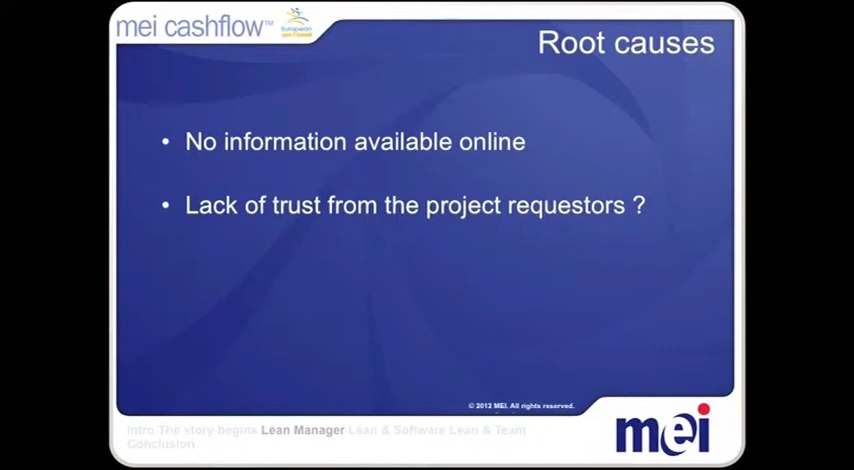 mei cashflow™
European
Root causes
• No information available online
• Lack of trust from the project requestors ?
© 2012 MEI. All rights reserved.
mei
Intro The story begins Lean Manager Lean & Software Lean & Team
Conclusion